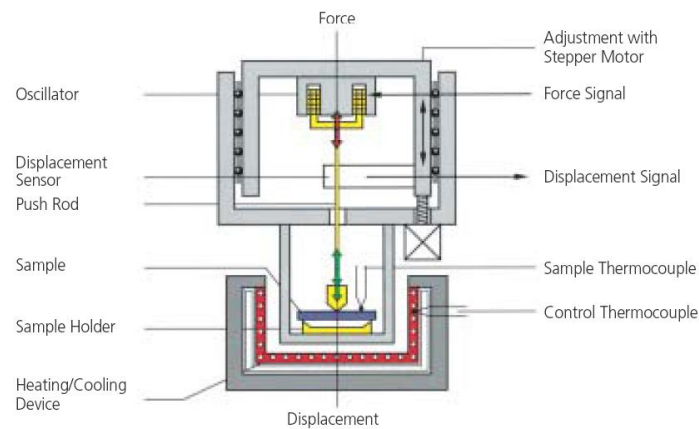 Force
Adjustment with
Stepper Motor
Oscillator
Force Signal
Displacement
Sensor
Displacement Signal
Push Rod
Sample
Sample Thermocouple
Control Thermocouple
Sample Holder
Heating/Cooling
Device
Displacement